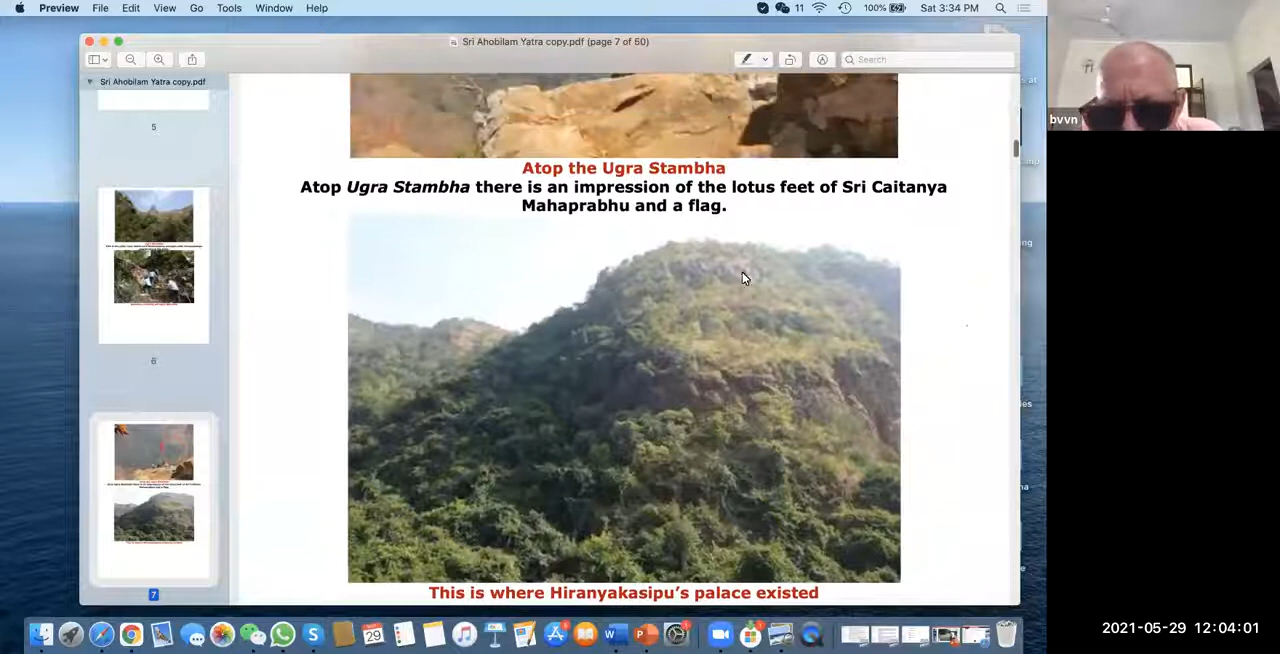 Preview File Edit View Go Tools Window Help 11 100% Sat 3:34 PM
Sri Ahobilam Yatra copy.pdf (page 7 of 50)
Search
Sri Ahobilam Yatra copy.pdf
5
6
7
Atop the Ugra Stambha
Atop Ugra Stambha there is an impression of the lotus feet of Sri Caitanya
Mahaprabhu and a flag.
This is where Hiranyakasipu's palace existed
bvvn
2021-05-29 12:04:01